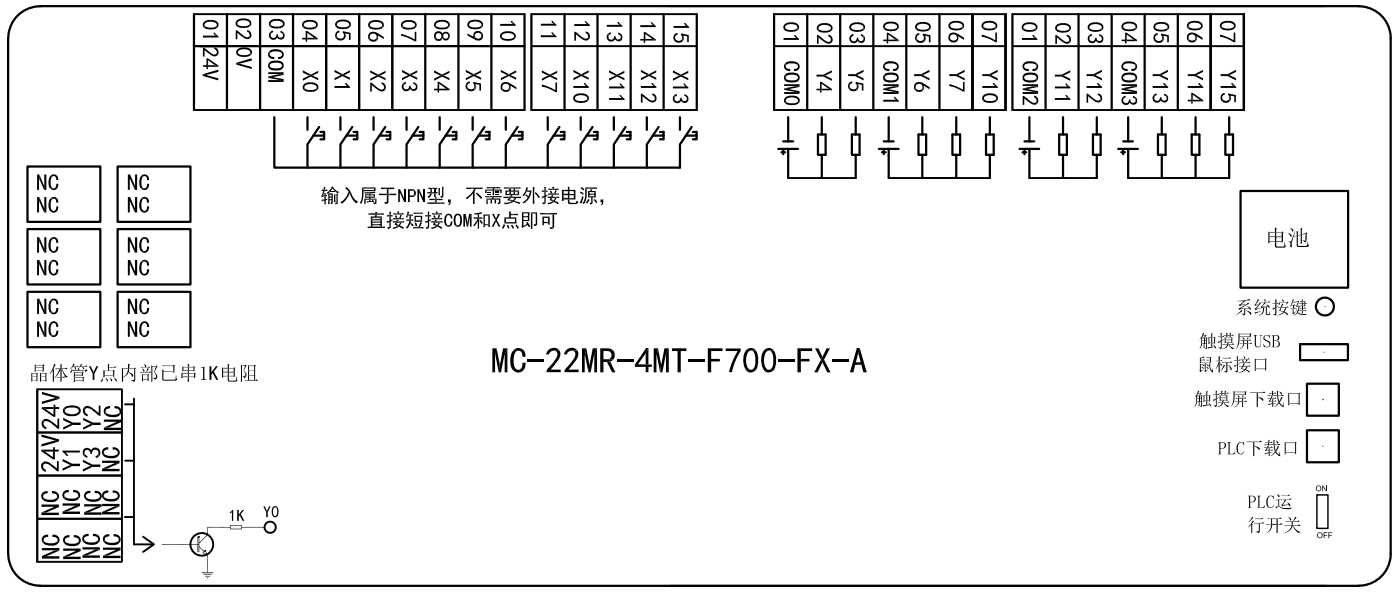 01 02 03 04 05 06 07 08 09 10 11 12 13 14 15
24V 0V COM X0 X1 X2 X3 X4 X5 X6 X7 X10 X11 X12 X13
01 02 03 04 05 06 07 01 02 03 04 05 06 07
COM0 Y4 Y5 COM1 Y6 Y7 Y10 COM2 Y11 Y12 COM3 Y13 Y14 Y15
输入属于NPN型，不需要外接电源，
直接短接COM和X点即可
NC NC
NC NC
NC NC
NC NC
NC NC
NC NC
电池
系统按键
触摸屏USB
鼠标接口
触摸屏下载口
PLC下载口
PLC运
行开关
ON
OFF
MC-22MR-4MT-F700-FX-A
晶体管Y点内部已串1K电阻
24V Y0 Y2 NC
24V Y1 Y3 NC
NC NC NC NC
NC NC NC NC
1K
Y0